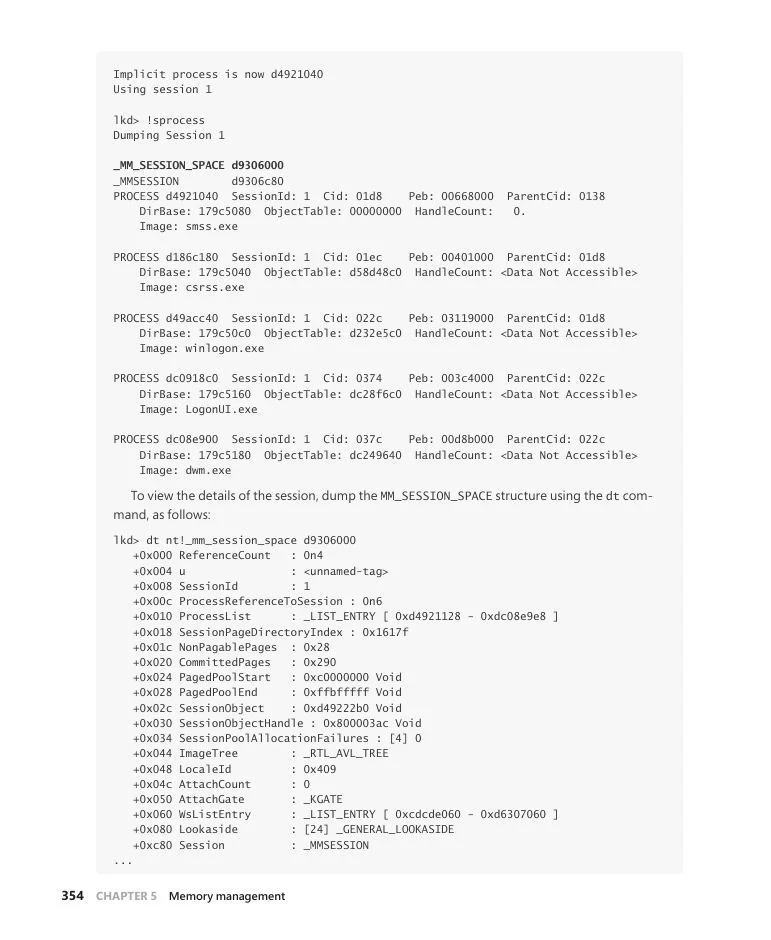 Implicit process is now d4921040
Using session 1
lkd> !sprocess
Dumping Session 1
_MM_SESSION_SPACE d9306000
_MMSESSION        d9306c80
PROCESS d4921040  SessionId: 1  Cid: 01d8    Peb: 00668000  ParentCid: 0138
    DirBase: 179c5080  ObjectTable: 00000000  HandleCount:   0.
    Image: smss.exe
PROCESS d186c180  SessionId: 1  Cid: 01ec    Peb: 00401000  ParentCid: 01d8
    DirBase: 179c5040  ObjectTable: d58d48c0  HandleCount: <Data Not Accessible>
    Image: csrss.exe
PROCESS d49acc40  SessionId: 1  Cid: 022c    Peb: 03119000  ParentCid: 01d8
    DirBase: 179c50c0  ObjectTable: d232e5c0  HandleCount: <Data Not Accessible>
    Image: winlogon.exe
PROCESS dc0918c0  SessionId: 1  Cid: 0374    Peb: 003c4000  ParentCid: 022c
    DirBase: 179c5160  ObjectTable: dc28f6c0  HandleCount: <Data Not Accessible>
    Image: LogonUI.exe
PROCESS dc08e900  SessionId: 1  Cid: 037c    Peb: 00d8b000  ParentCid: 022c
    DirBase: 179c5180  ObjectTable: dc249640  HandleCount: <Data Not Accessible>
    Image: dwm.exe
To view the details of the session, dump the MM_SESSION_SPACE structure using the dt com-
mand, as follows:
lkd> dt nt!_mm_session_space d9306000
   +0x000 ReferenceCount   : 0n4
   +0x004 u                : <unnamed-tag>
   +0x008 SessionId        : 1
   +0x00c ProcessReferenceToSession : 0n6
   +0x010 ProcessList      : _LIST_ENTRY [ 0xd4921128 - 0xdc08e9e8 ]
   +0x018 SessionPageDirectoryIndex : 0x1617f
   +0x01c NonPagablePages  : 0x28
   +0x020 CommittedPages   : 0x290
   +0x024 PagedPoolStart   : 0xc0000000 Void
   +0x028 PagedPoolEnd     : 0xffbfffff Void
   +0x02c SessionObject    : 0xd49222b0 Void
   +0x030 SessionObjectHandle : 0x800003ac Void
   +0x034 SessionPoolAllocationFailures : [4] 0
   +0x044 ImageTree        : _RTL_AVL_TREE
   +0x048 LocaleId         : 0x409
   +0x04c AttachCount      : 0
   +0x050 AttachGate       : _KGATE
   +0x060 WsListEntry      : _LIST_ENTRY [ 0xcdcde060 - 0xd6307060 ]
   +0x080 Lookaside        : [24] _GENERAL_LOOKASIDE
   +0xc80 Session          : _MMSESSION
...
354 CHAPTER 5 Memory management